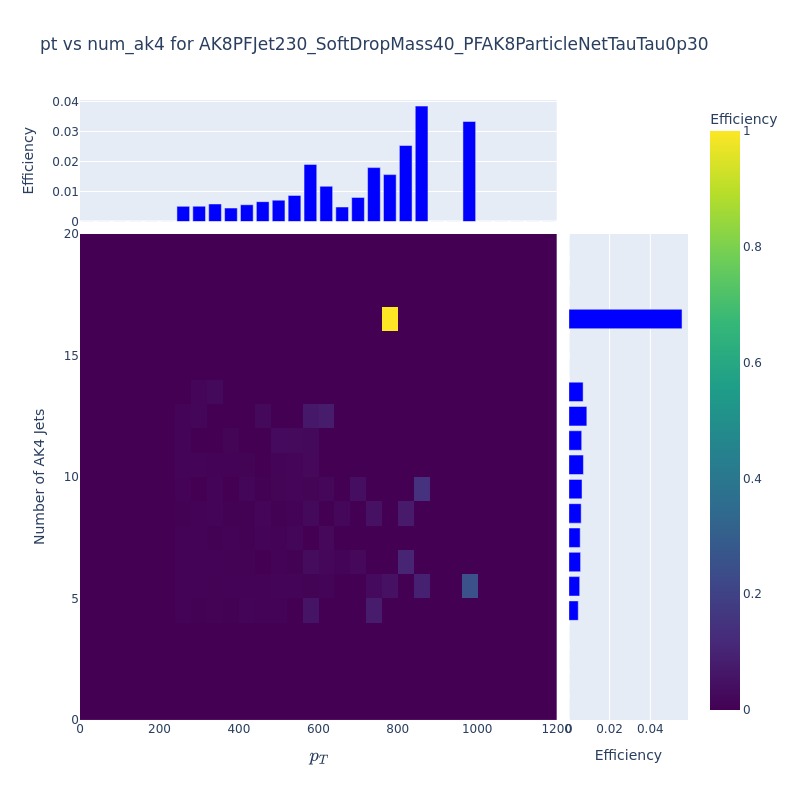 pt vs num_ak4 for AK8PFJet230_SoftDropMass40_PFAK8ParticleNetTauTau0p30
Efficiency
0.04
0.03
0.02
0.01
0
Efficiency
1
0.8
0.6
0.4
0.2
0
Number of AK4 Jets
20
15
10
5
0
0 200 400 600 800 1000 1200
p_T
0 0.02 0.04
Efficiency